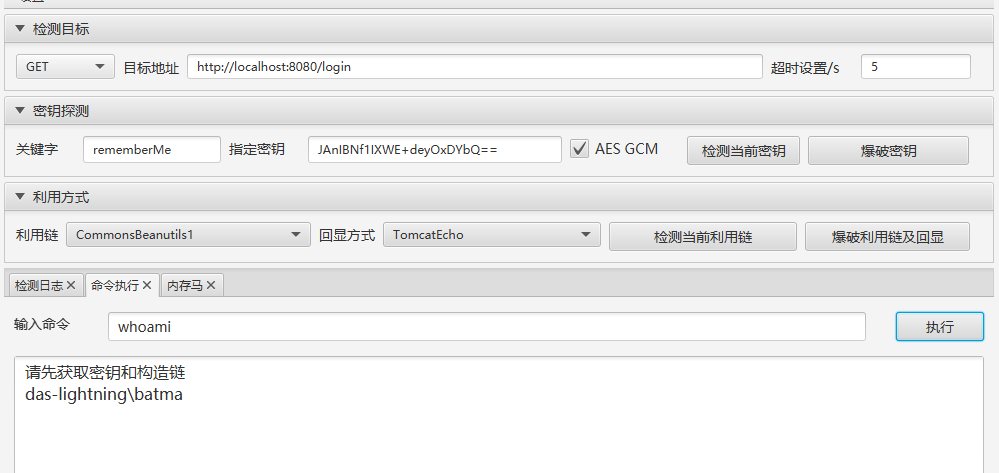 检测目标
GET 目标地址 http://localhost:8080/login 超时设置/s 5
密钥探测
关键字 rememberMe 指定密钥 JAnIBNf1IXWE+deyOxDYbQ== AES GCM 检测当前密钥 爆破密钥
利用方式
利用链 CommonsBeanutils1 回显方式 TomcatEcho 检测当前利用链 爆破利用链及回显
检测日志 命令执行 内存马
输入命令 whoami 执行
请先获取密钥和构造链
das-lightning\batma